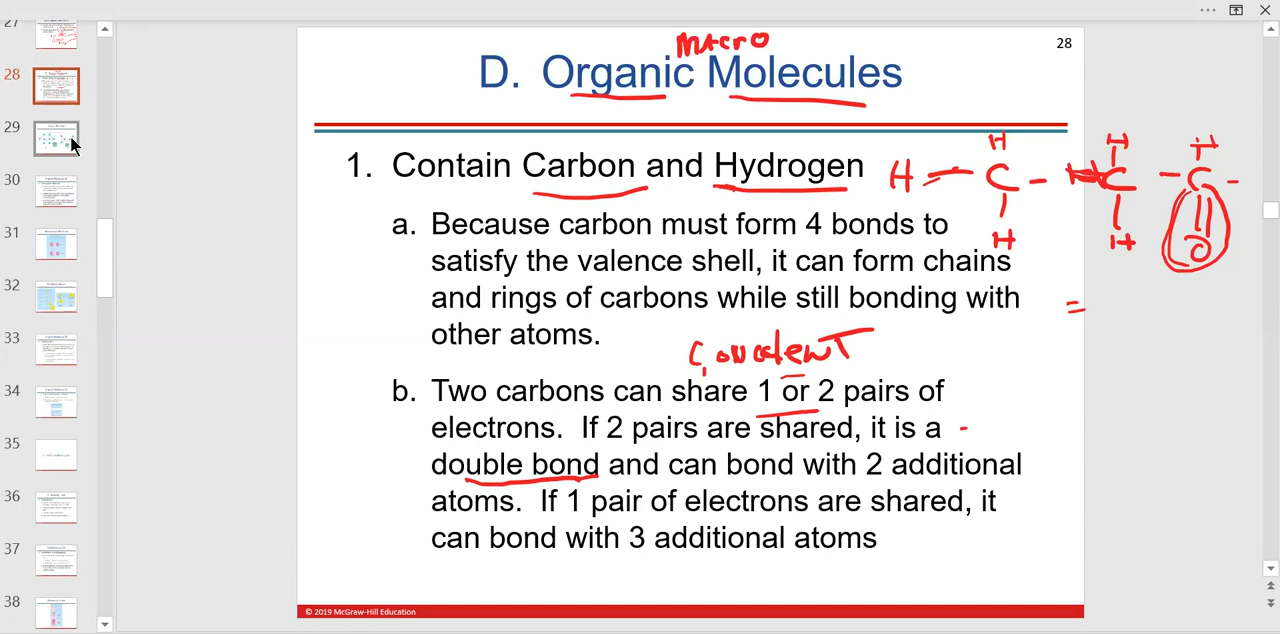 27
28
29
30
31
32
33
34
35
36
37
38
28
macro
D. Organic Molecules
1. Contain Carbon and Hydrogen
H H H
H — C - C - C -
H H O
a. Because carbon must form 4 bonds to
satisfy the valence shell, it can form chains
and rings of carbons while still bonding with
other atoms.
=
CovalenT
b. Two carbons can share 1 or 2 pairs of
electrons. If 2 pairs are shared, it is a -
double bond and can bond with 2 additional
atoms. If 1 pair of electrons are shared, it
can bond with 3 additional atoms
© 2019 McGraw-Hill Education